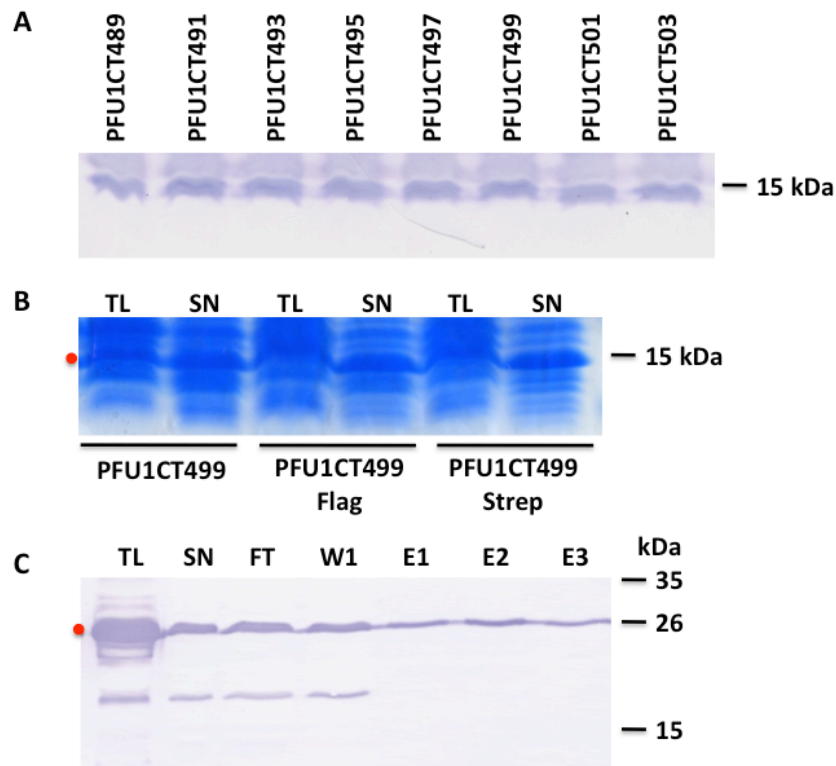 A
PFU1CT489
PFU1CT491
PFU1CT493
PFU1CT495
PFU1CT497
PFU1CT499
PFU1CT501
PFU1CT503
15 kDa
B
TL SN TL SN TL SN
15 kDa
PFU1CT499
PFU1CT499
Flag
PFU1CT499
Strep
C
TL SN FT W1 E1 E2 E3
kDa
35
26
15